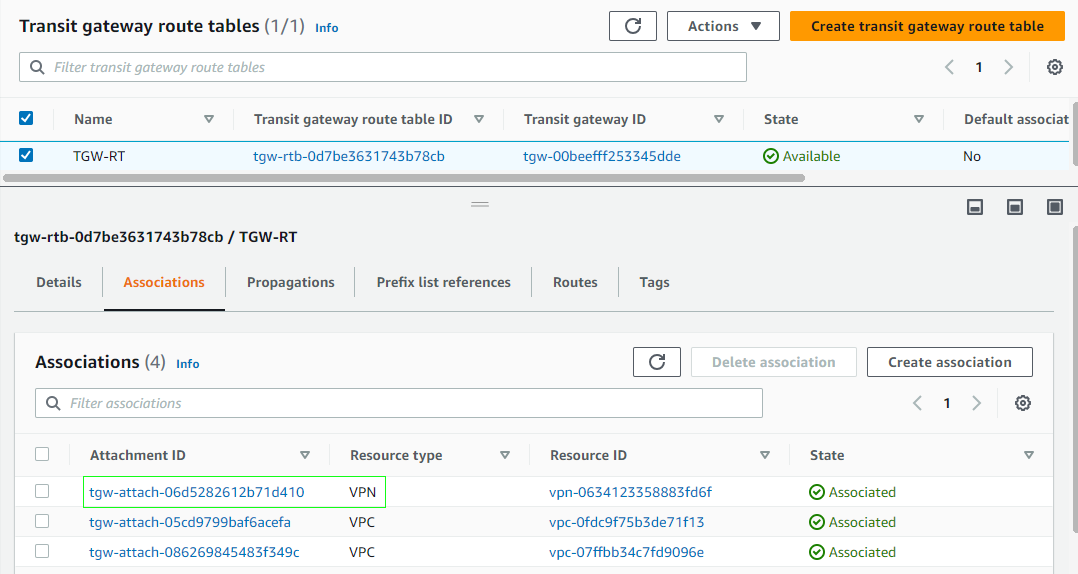 Transit gateway route tables (1/1) Info
Actions
Create transit gateway route table
Filter transit gateway route tables
1
Name
Transit gateway route table ID
Transit gateway ID
State
Default associat
TGW-RT
tgw-rtb-0d7be3631743b78cb
tgw-00beefff253345dde
Available
No
tgw-rtb-0d7be3631743b78cb / TGW-RT
Details
Associations
Propagations
Prefix list references
Routes
Tags
Associations (4) Info
Delete association
Create association
Filter associations
1
Attachment ID
Resource type
Resource ID
State
tgw-attach-06d5282612b71d410
VPN
vpn-0634123358883fd6f
Associated
tgw-attach-05cd9799baf6acefa
VPC
vpc-0fdc9f75b3de71f13
Associated
tgw-attach-086269845483f349c
VPC
vpc-07ffbb34c7fd9096e
Associated